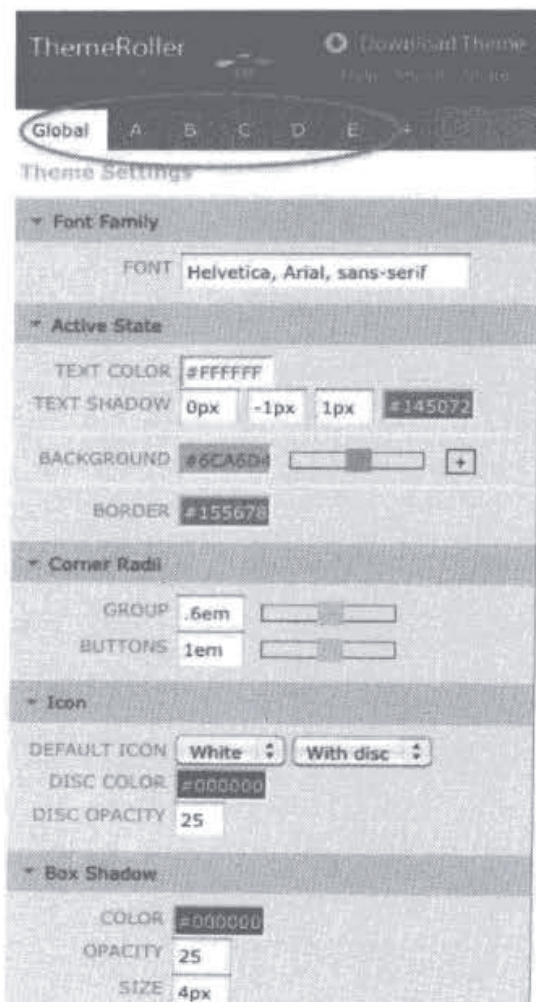 ThemeRoller Download Theme
Global A B C D E +
Theme Settings
Font Family
FONT Helvetica, Arial, sans-serif
Active State
TEXT COLOR #FFFFFF
TEXT SHADOW 0px -1px 1px #145072
BACKGROUND #6CA6D4 +
BORDER #155678
Corner Radii
GROUP .6em
BUTTONS 1em
Icon
DEFAULT ICON White With disc
DISC COLOR #000000
DISC OPACITY 25
Box Shadow
COLOR #000000
OPACITY 25
SIZE 4px